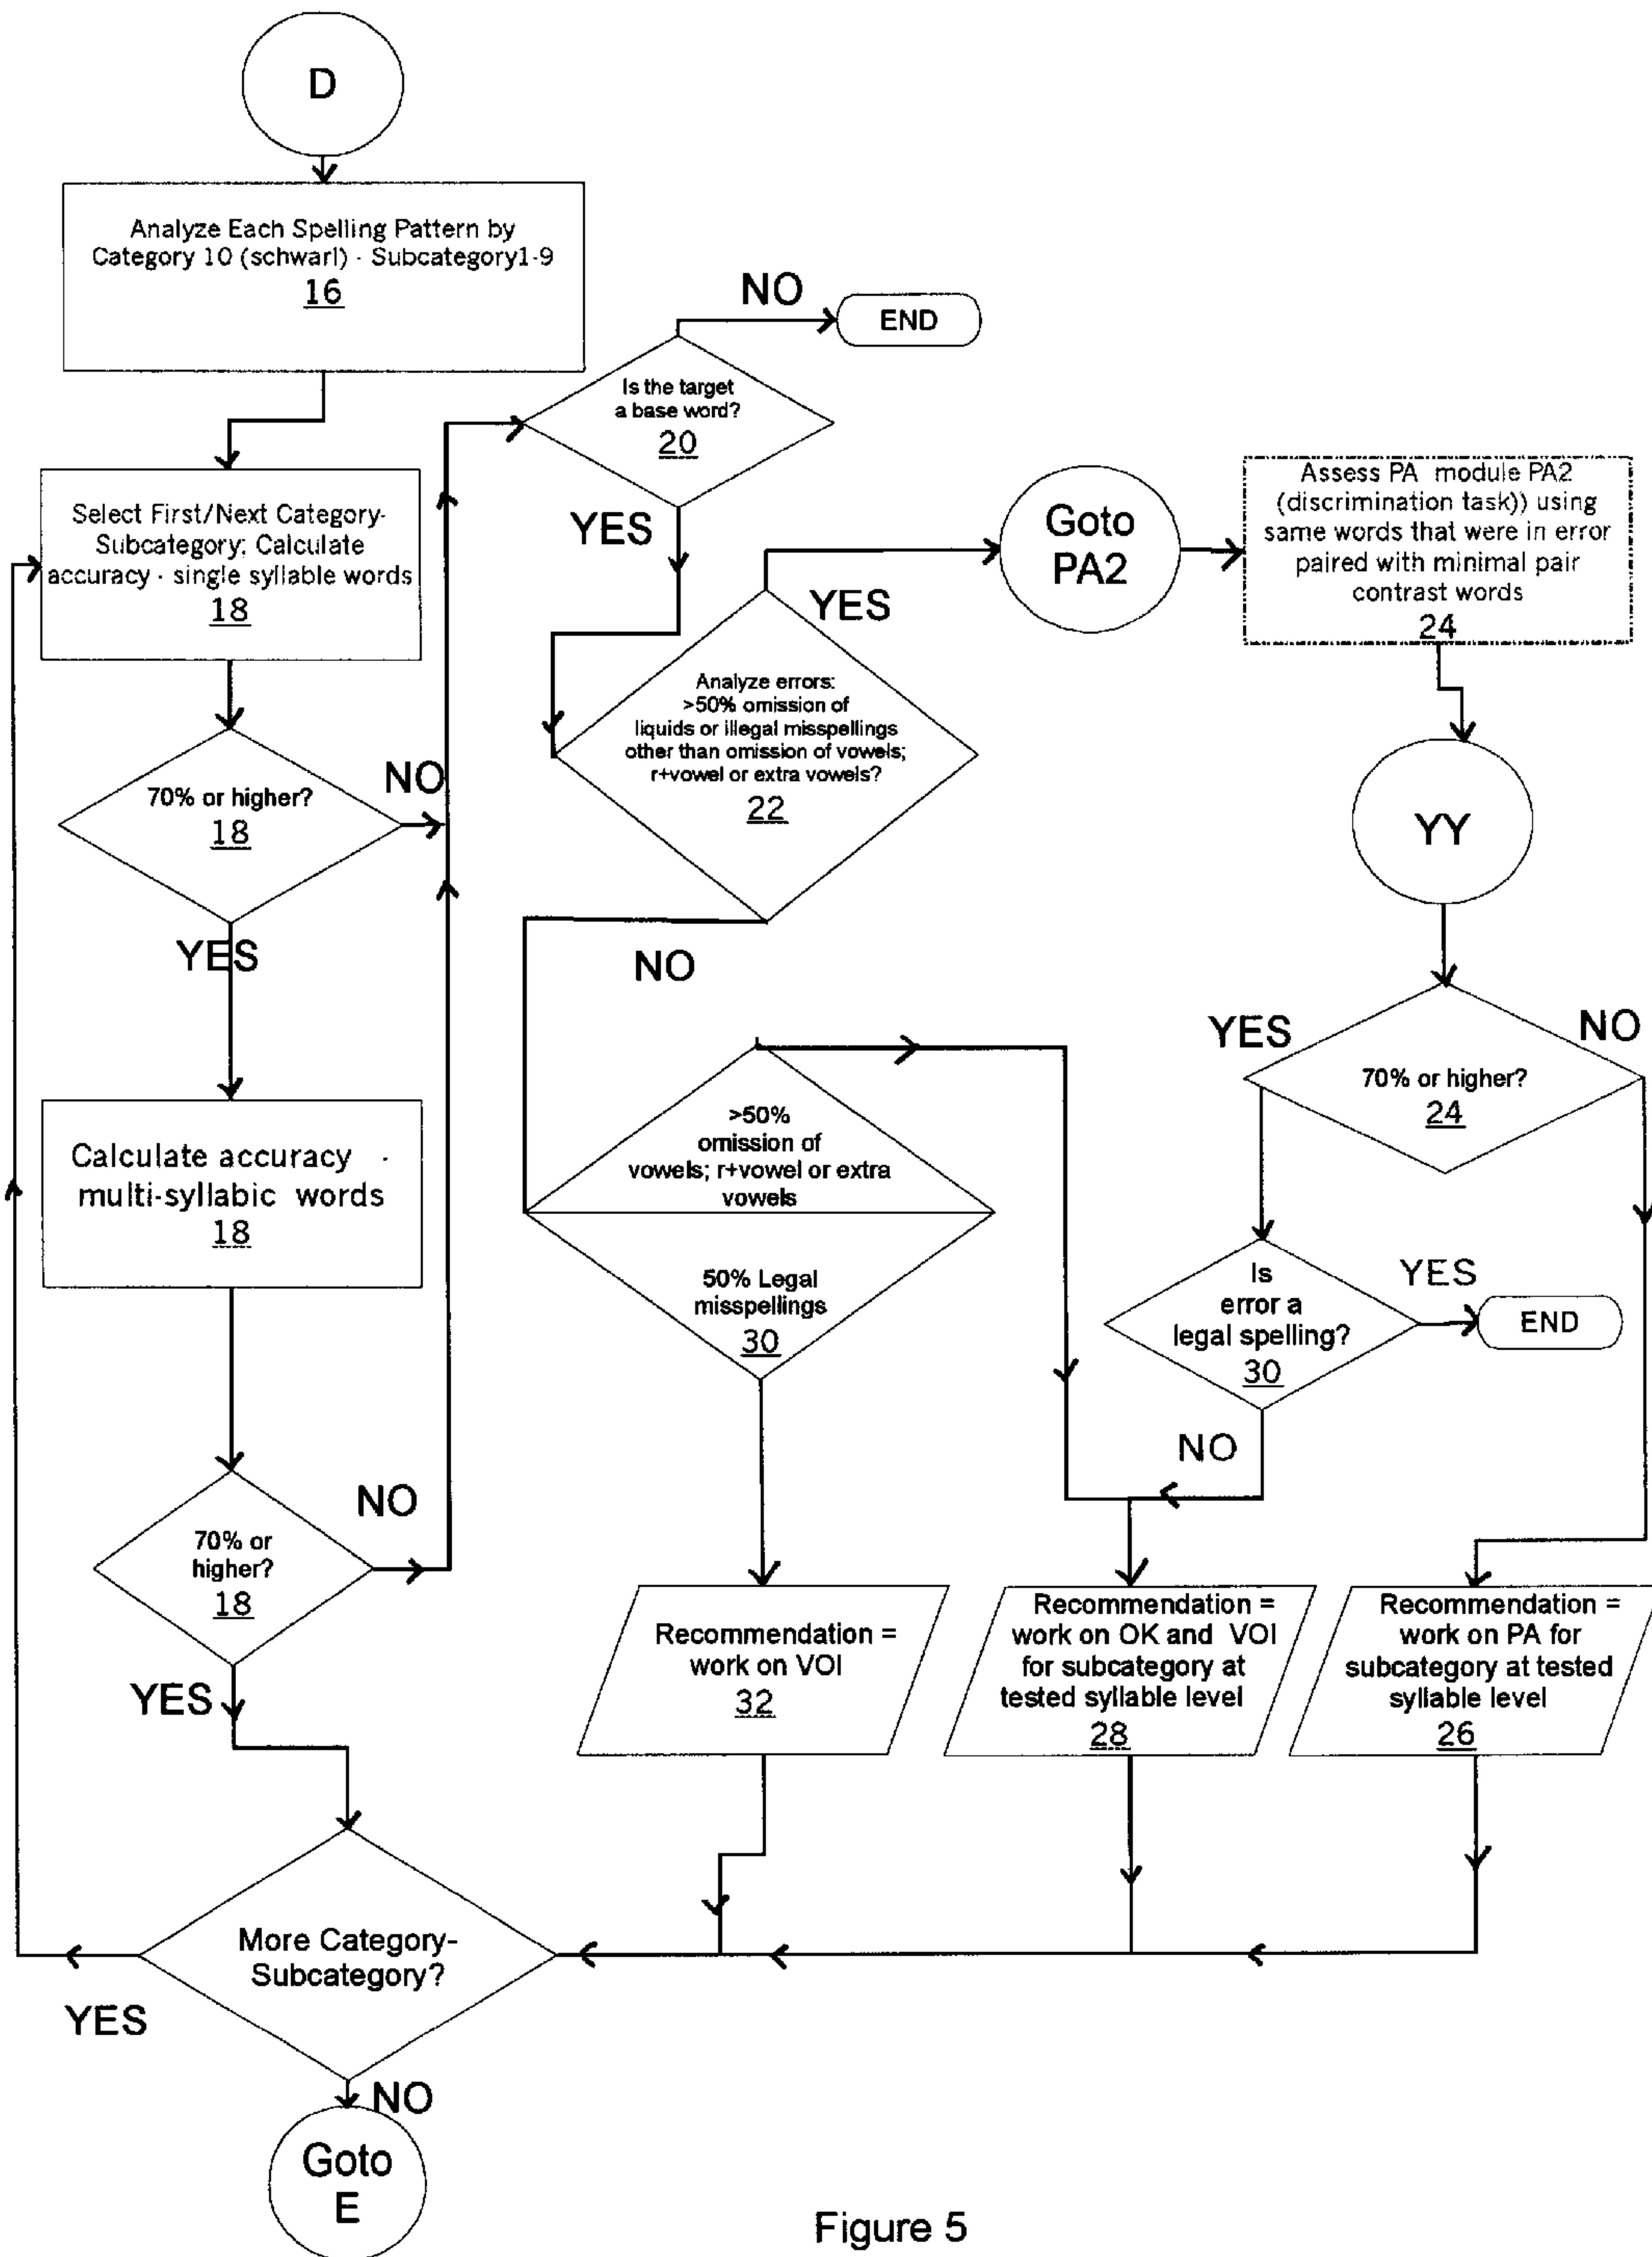 D
Analyze Each Spelling Pattern by
Category 10 (schwarl) - Subcategory1-9
16
NO
END
Is the target
a base word?
20
YES
Select First/Next Category-
Subcategory; Calculate
accuracy - single syllable words
18
Goto
PA2
Assess PA module PA2
(discrimination task)) using
same words that were in error
paired with minimal pair
contrast words
24
YES
Analyze errors:
>50% omission of
liquids or illegal misspellings
other than omission of vowels;
r+vowel or extra vowels?
22
NO
70% or higher?
18
NO
YES
YY
YES
NO
70% or higher?
24
Calculate accuracy -
multi-syllabic words
18
>50%
omission of
vowels; r+vowel or extra
vowels
50% Legal
misspellings
30
Is
error a
legal spelling?
30
YES
END
NO
70% or
higher?
18
NO
YES
Recommendation =
work on VOI
32
Recommendation =
work on OK and VOI
for subcategory at
tested syllable level
28
Recommendation =
work on PA for
subcategory at tested
syllable level
26
More Category-
Subcategory?
YES
NO
Goto
E
Figure 5